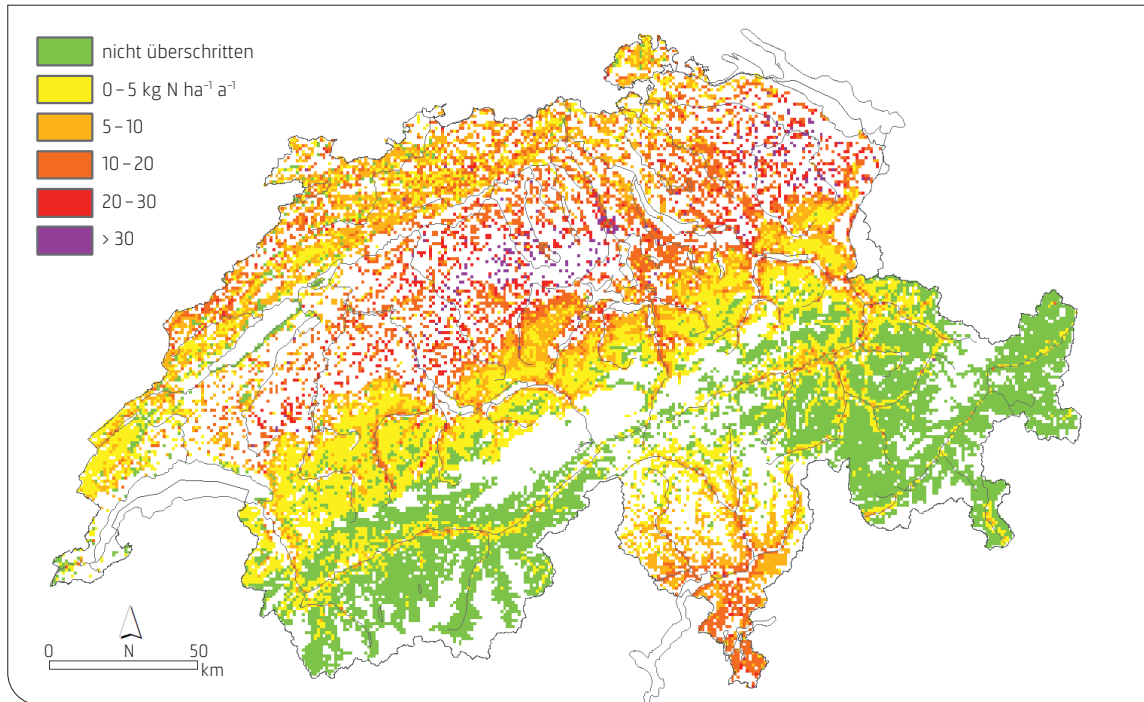 nicht überschritten
0 – 5 kg N ha⁻¹ a⁻¹
5 – 10
10 – 20
20 – 30
> 30
0 N 50
km